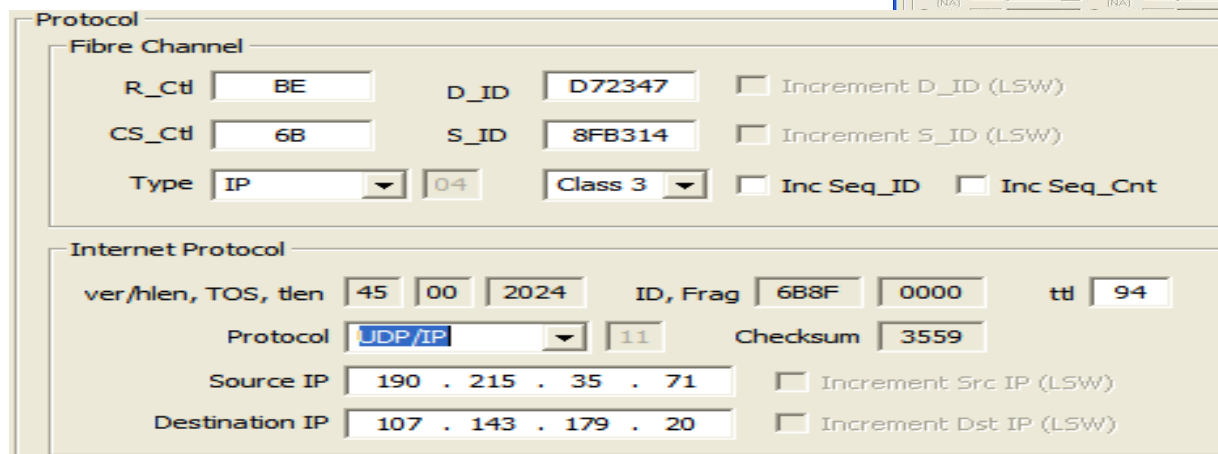 (NA) (NA)
Protocol
Fibre Channel
R_Ctl BE D_ID D72347 Increment D_ID (LSW)
CS_Ctl 6B S_ID 8FB314 Increment S_ID (LSW)
Type IP 04 Class 3 Inc Seq_ID Inc Seq_Cnt
Internet Protocol
ver/hlen, TOS, tlen 45 00 2024 ID, Frag 6B8F 0000 ttl 94
Protocol UDP/IP 11 Checksum 3559
Source IP 190 . 215 . 35 . 71 Increment Src IP (LSW)
Destination IP 107 . 143 . 179 . 20 Increment Dst IP (LSW)